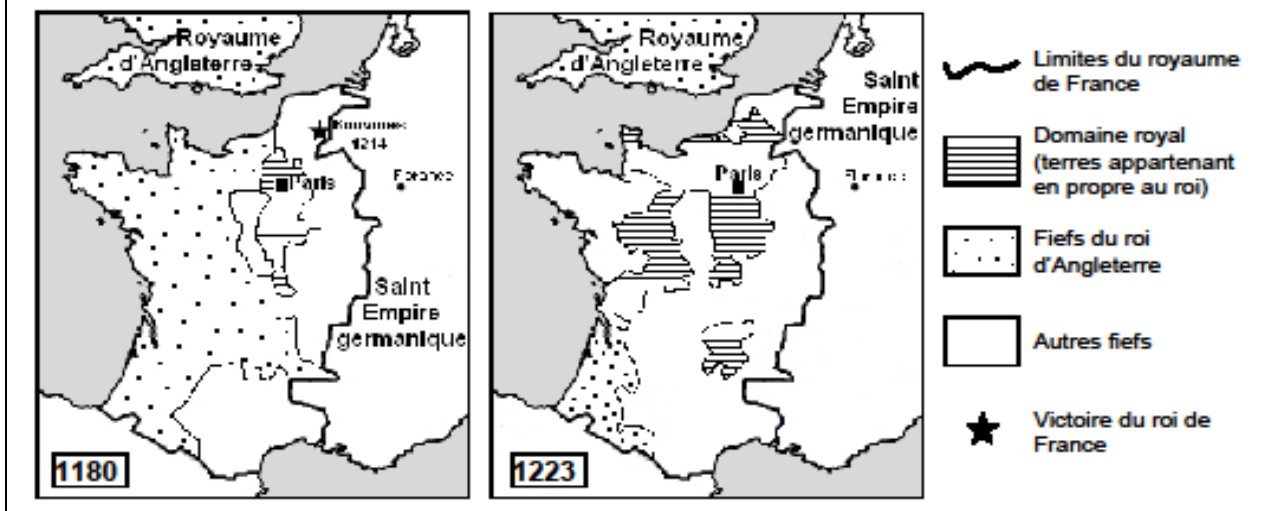 Royaume
d'Angleterre
1214
Paris
Saint
Empire
germanique
1180
Royaume
d'Angleterre
Saint
Empire
germanique
Paris
1223
Limites du royaume
de France
Domaine royal
(terres appartenant
en propre au roi)
Fiefs du roi
d'Angleterre
Autres fiefs
Victoire du roi de
France